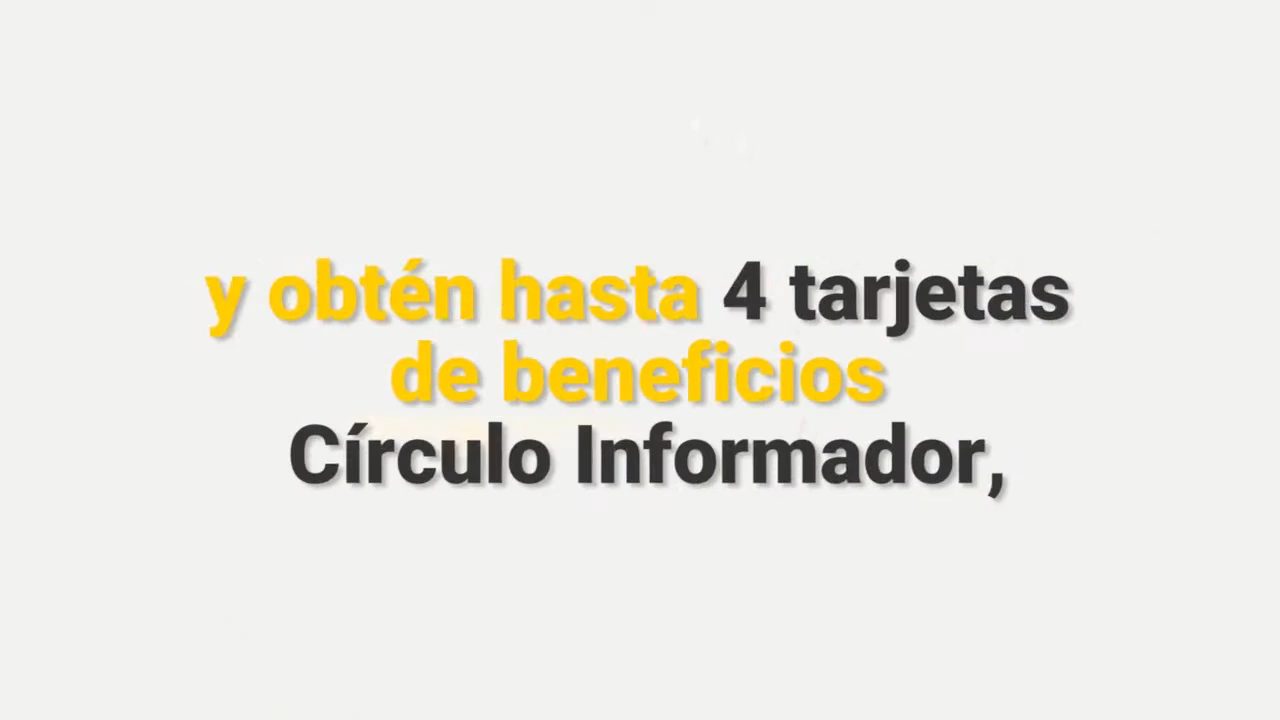 y obtén hasta 4 tarjetas
de beneficios
Círculo Informador,